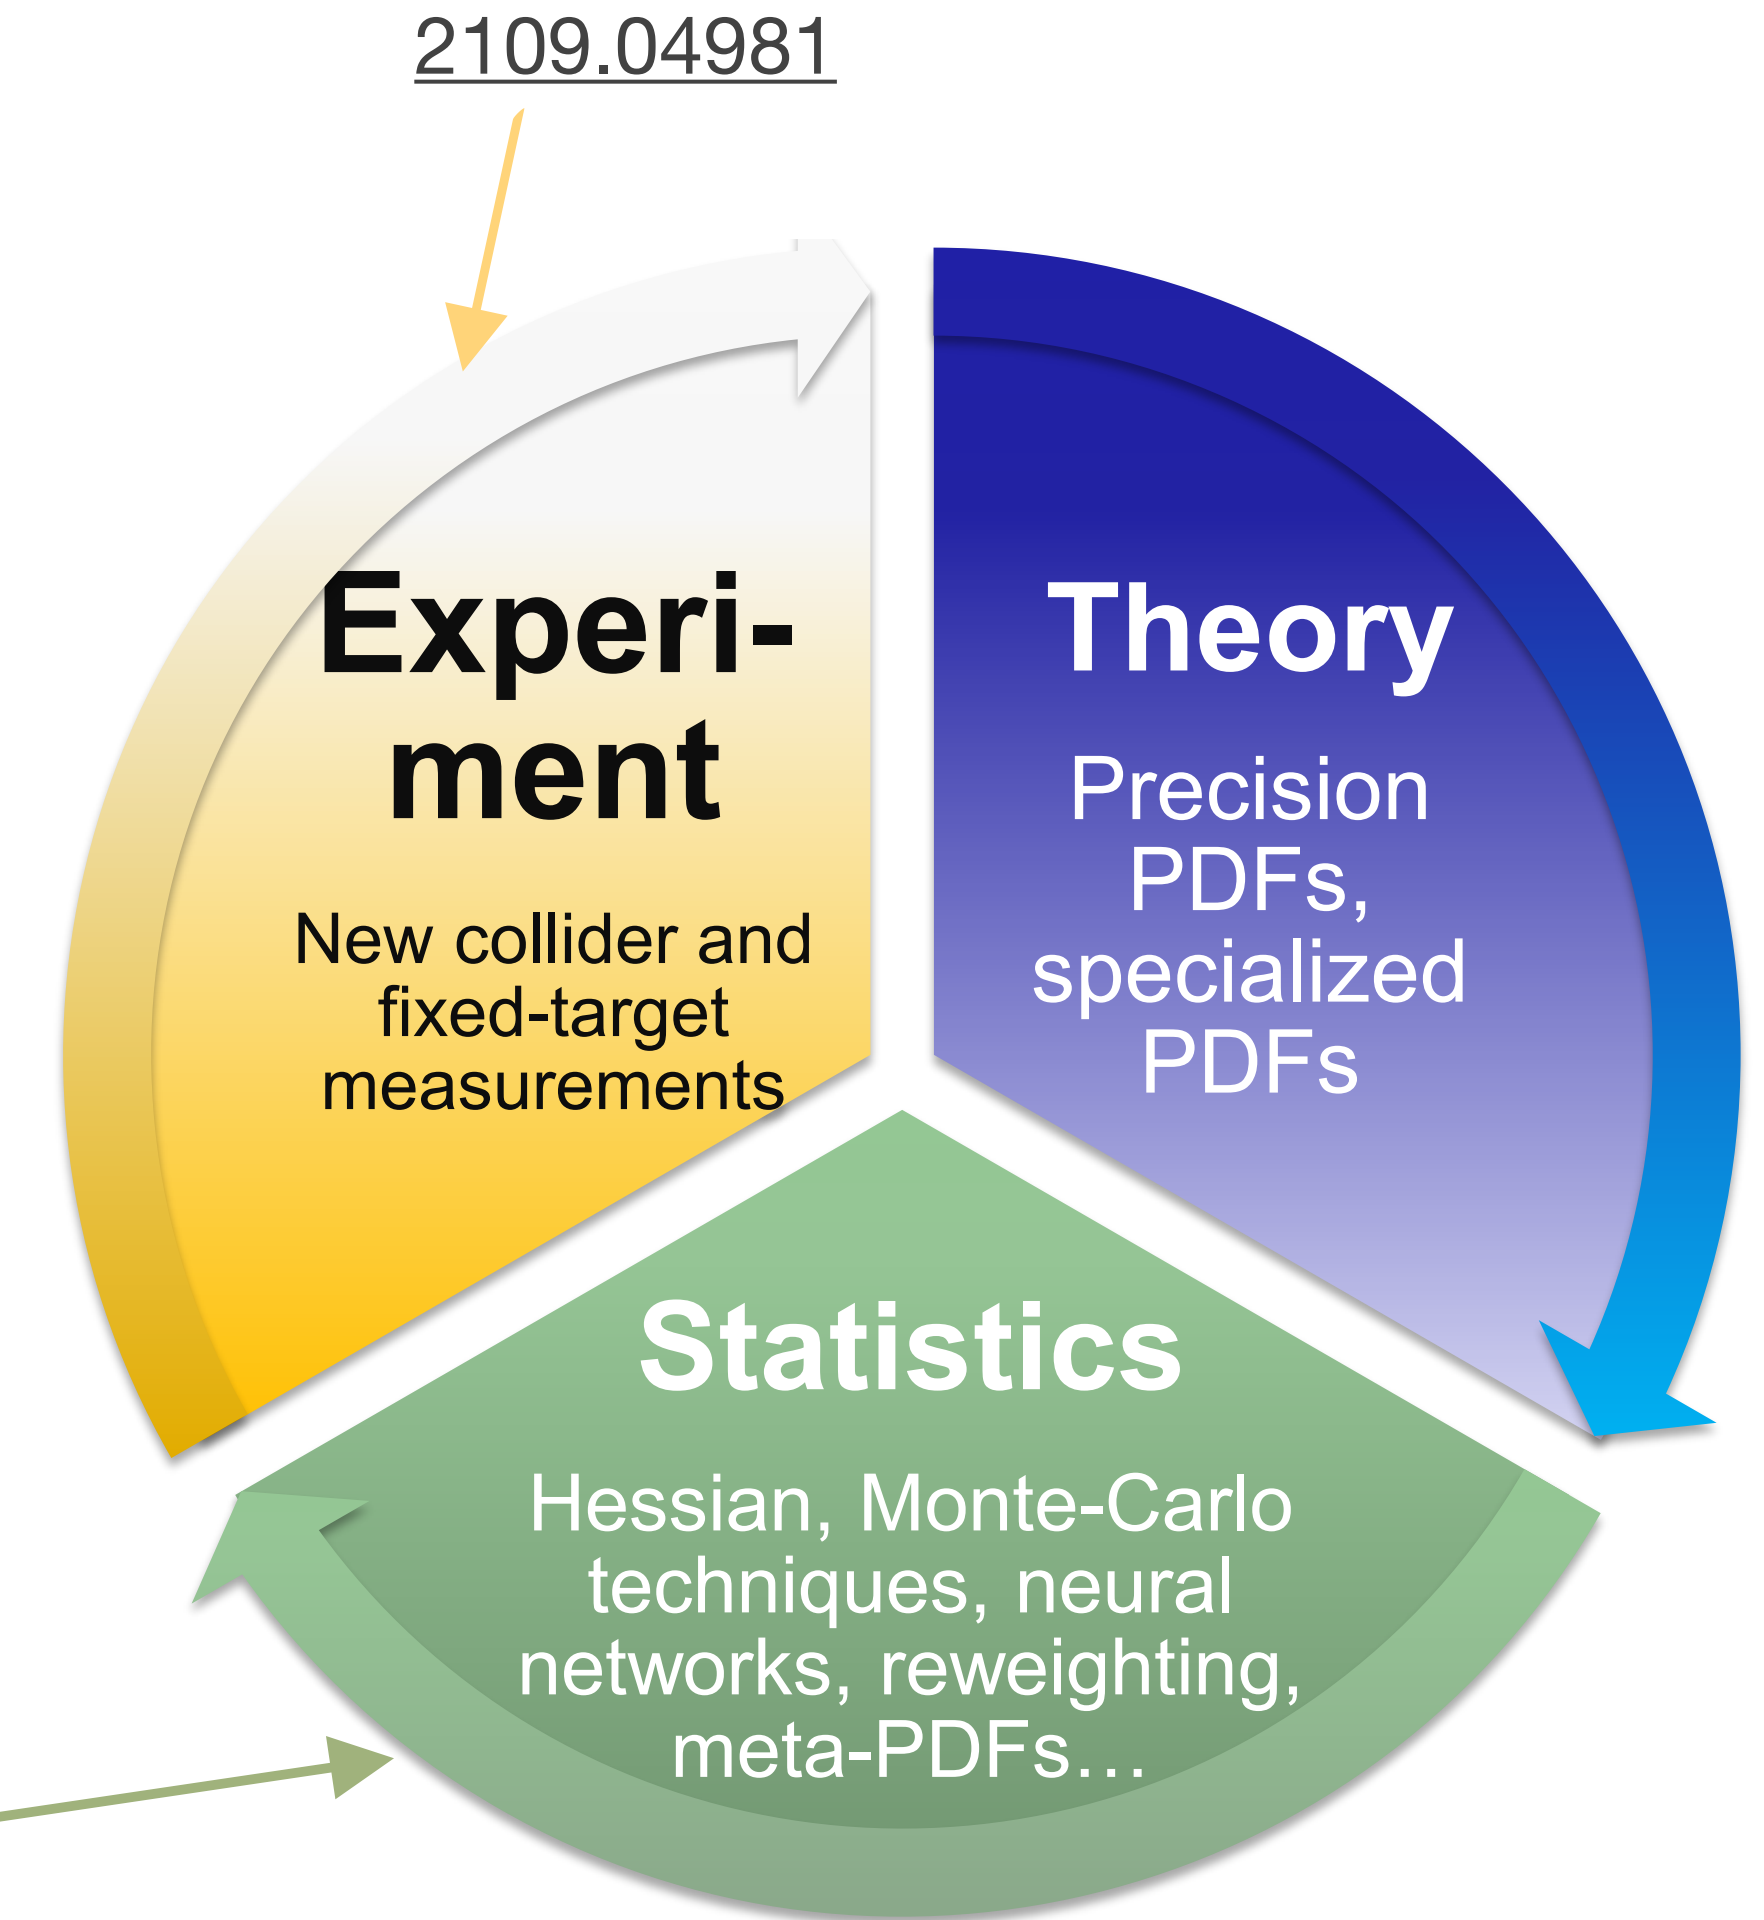 2109.04981
Experi-
ment
New collider and
fixed-target
measurements
Theory
Precision
PDFs,
specialized
PDFs
Statistics
Hessian, Monte-Carlo
techniques, neural
networks, reweighting,
meta-PDFs…